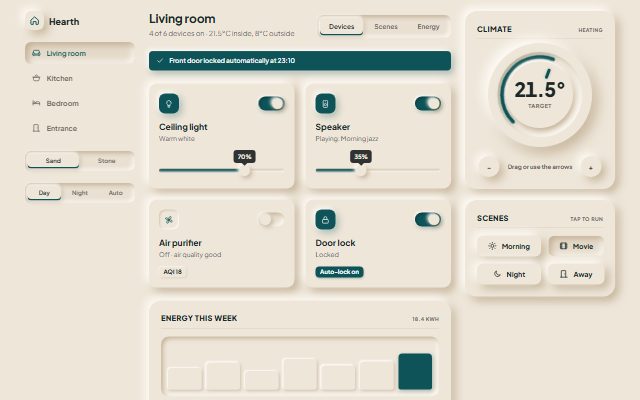 Hearth
Living room
Kitchen
Bedroom
Entrance
Sand
Stone
Day
Night
Auto
Living room
4 of 6 devices on · 21.5°C inside, 8°C outside
Devices
Scenes
Energy
Front door locked automatically at 23:10
Ceiling light
Warm white
70%
Speaker
Playing: Morning jazz
35%
Air purifier
Off · air quality good
AQI 18
Door lock
Locked
Auto-lock on
ENERGY THIS WEEK
18.4 KWH
CLIMATE
HEATING
21.5°
TARGET
−
Drag or use the arrows
+
SCENES
TAP TO RUN
Morning
Movie
Night
Away